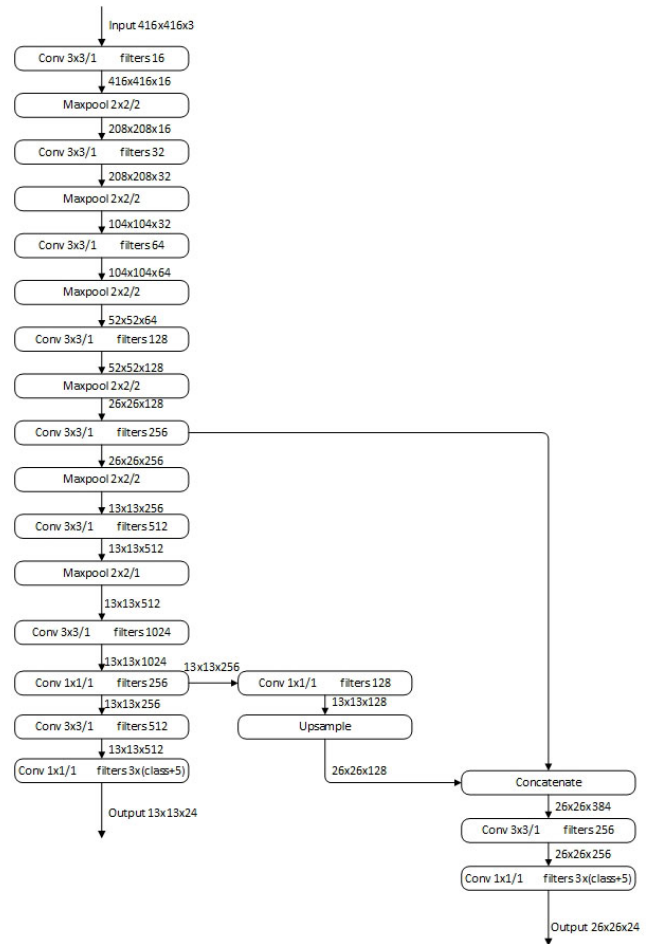 Input 416x416x3
Conv 3x3/1 filters 16
416x416x16
Maxpool 2x2/2
208x208x16
Conv 3x3/1 filters 32
208x208x32
Maxpool 2x2/2
104x104x32
Conv 3x3/1 filters 64
104x104x64
Maxpool 2x2/2
52x52x64
Conv 3x3/1 filters 128
52x52x128
Maxpool 2x2/2
26x26x128
Conv 3x3/1 filters 256
26x26x256
Maxpool 2x2/2
13x13x256
Conv 3x3/1 filters 512
13x13x512
Maxpool 2x2/1
13x13x512
Conv 3x3/1 filters 1024
13x13x1024
Conv 1x1/1 filters 256
13x13x256
Conv 3x3/1 filters 512
13x13x512
Conv 1x1/1 filters 3x(class+5)
Output 13x13x24
13x13x256
Conv 1x1/1 filters 128
13x13x128
Upsample
26x26x128
Concatenate
26x26x384
Conv 3x3/1 filters 256
26x26x256
Conv 1x1/1 filters 3x(class+5)
Output 26x26x24